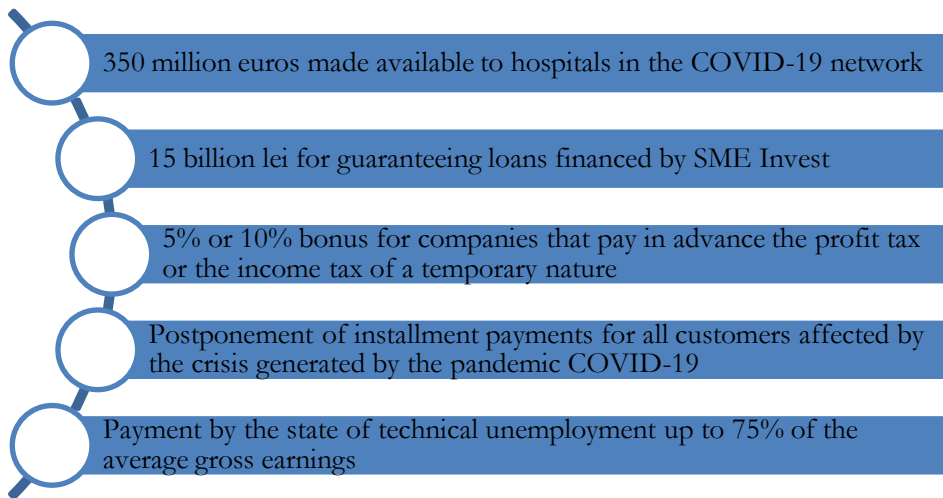 350 million euros made available to hospitals in the COVID-19 network
15 billion lei for guaranteeing loans financed by SME Invest
5% or 10% bonus for companies that pay in advance the profit tax
or the income tax of a temporary nature
Postponement of installment payments for all customers affected by
the crisis generated by the pandemic COVID-19
Payment by the state of technical unemployment up to 75% of the
average gross earnings